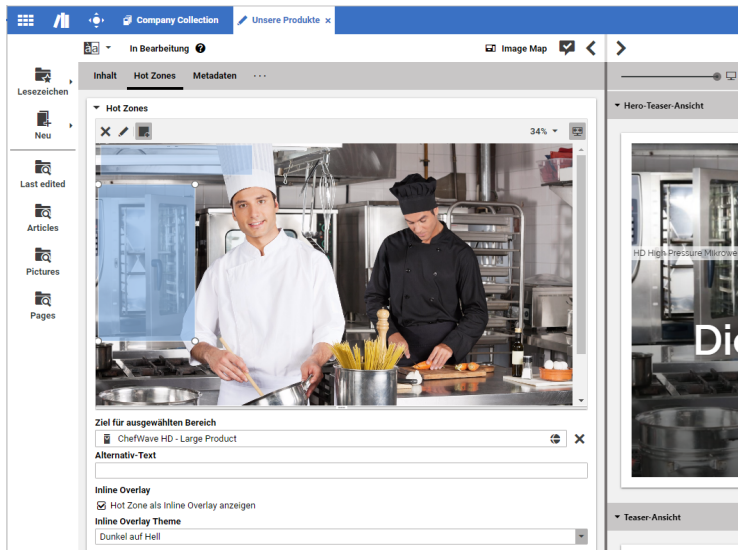 Company Collection
Unsere Produkte ×
In Bearbeitung
Image Map
Inhalt
Hot Zones
Metadaten
Lesezeichen
Neu
Last edited
Articles
Pictures
Pages
Hot Zones
34%
Ziel für ausgewählten Bereich
ChefWave HD - Large Product
Alternativ-Text
Inline Overlay
Hot Zone als Inline Overlay anzeigen
Inline Overlay Theme
Dunkel auf Hell
Hero-Teaser-Ansicht
HD High Pressure Mikrowe
Die
Teaser-Ansicht